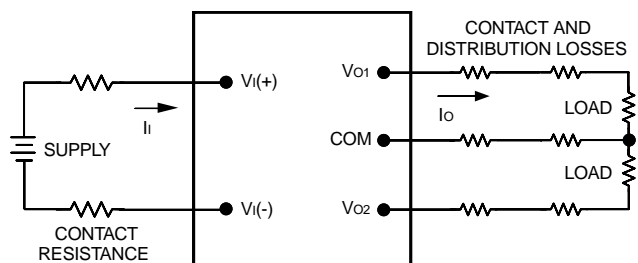 CONTACT AND
DISTRIBUTION LOSSES
VI(+)
VO1
II
IO
LOAD
SUPPLY
COM
LOAD
VI(-)
VO2
CONTACT
RESISTANCE